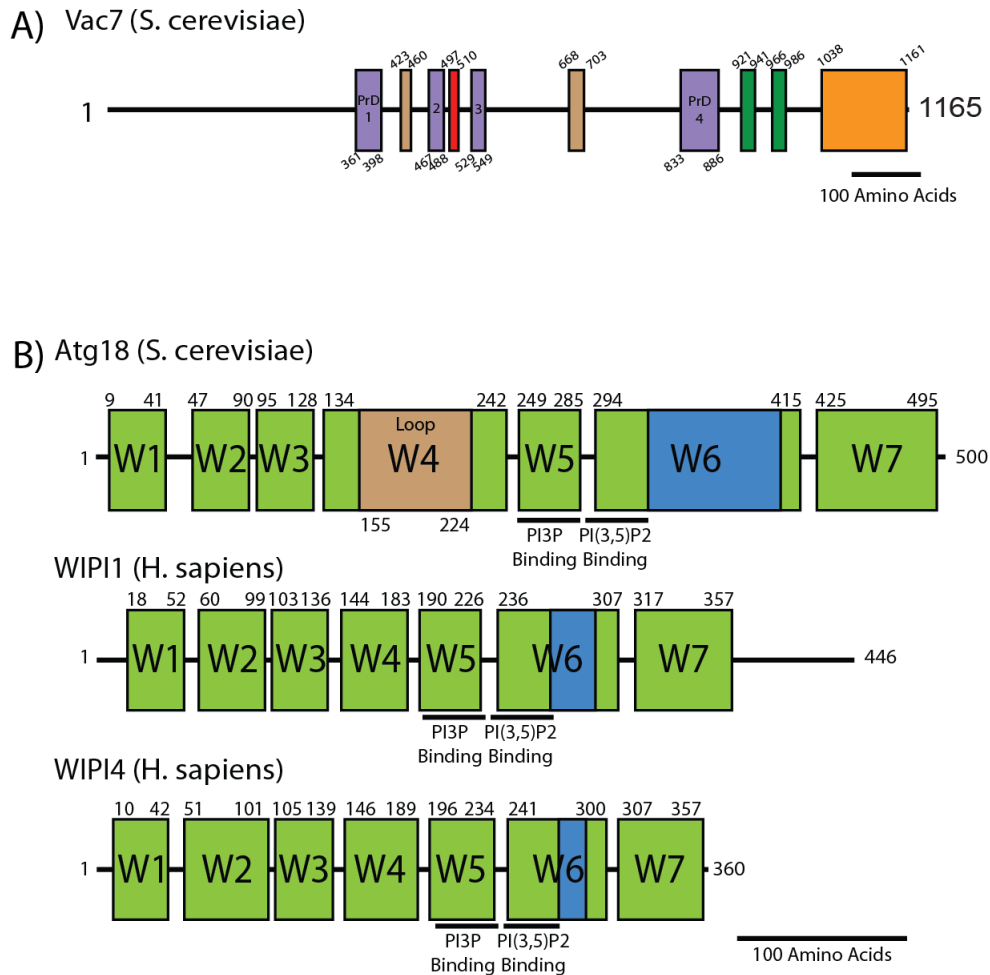 A) Vac7 (S. cerevisiae)
423 460 497 510 668 703 921 941 966 986 1038 1161
1 PrD 1 2 3 PrD 4 1165
361 398 467 488 529 549 833 886
100 Amino Acids
B) Atg18 (S. cerevisiae)
9 41 47 90 95 128 134 242 249 285 294 415 425 495
Loop
1 W1 W2 W3 W4 W5 W6 W7 500
155 224
PI3P PI(3,5)P2
Binding Binding
WIPI1 (H. sapiens)
18 52 60 99 103 136 144 183 190 226 236 307 317 357
1 W1 W2 W3 W4 W5 W6 W7 446
PI3P PI(3,5)P2
Binding Binding
WIPI4 (H. sapiens)
10 42 51 101 105 139 146 189 196 234 241 300 307 357
1 W1 W2 W3 W4 W5 W6 W7 360
PI3P PI(3,5)P2
Binding Binding
100 Amino Acids